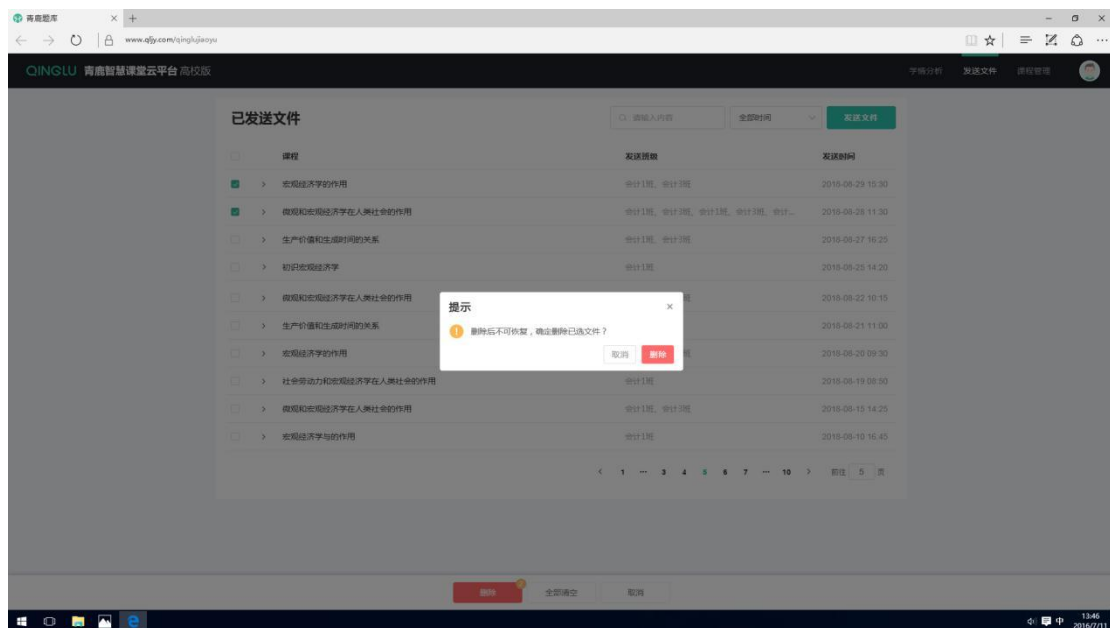 青鹿题库
www.qljy.com/qinglujiaoyu
QINGLU 青鹿智慧课堂云平台 高校版 学情分析 发送文件 课程管理
已发送文件 请输入内容 全部时间 发送文件
课程 发送班级 发送时间
宏观经济学的作用 会计1班、会计3班 2016-08-29 15:30
微观和宏观经济学在人类社会的作用 会计1班、会计3班、会计1班、会计3班、会计... 2016-08-28 11:30
生产价值和生成时间的关系 会计1班、会计3班 2016-08-27 16:25
初识宏观经济学 会计1班 2016-08-25 14:20
微观和宏观经济学在人类社会的作用 班 2016-08-22 10:15
提示
生产价值和生成时间的关系 2016-08-21 11:00
删除后不可恢复,确定删除已选文件?
宏观经济学的作用 班 2016-08-20 09:30
取消 删除
社会劳动力和宏观经济学在人类社会的作用 会计1班 2016-08-19 08:50
微观和宏观经济学在人类社会的作用 会计1班、会计3班 2016-08-15 14:25
宏观经济学与的作用 会计1班 2016-08-10 16:45
1 ... 3 4 5 6 7 ... 10 前往 5 页
删除 2 全部清空 取消
中 13:46
2016/7/11